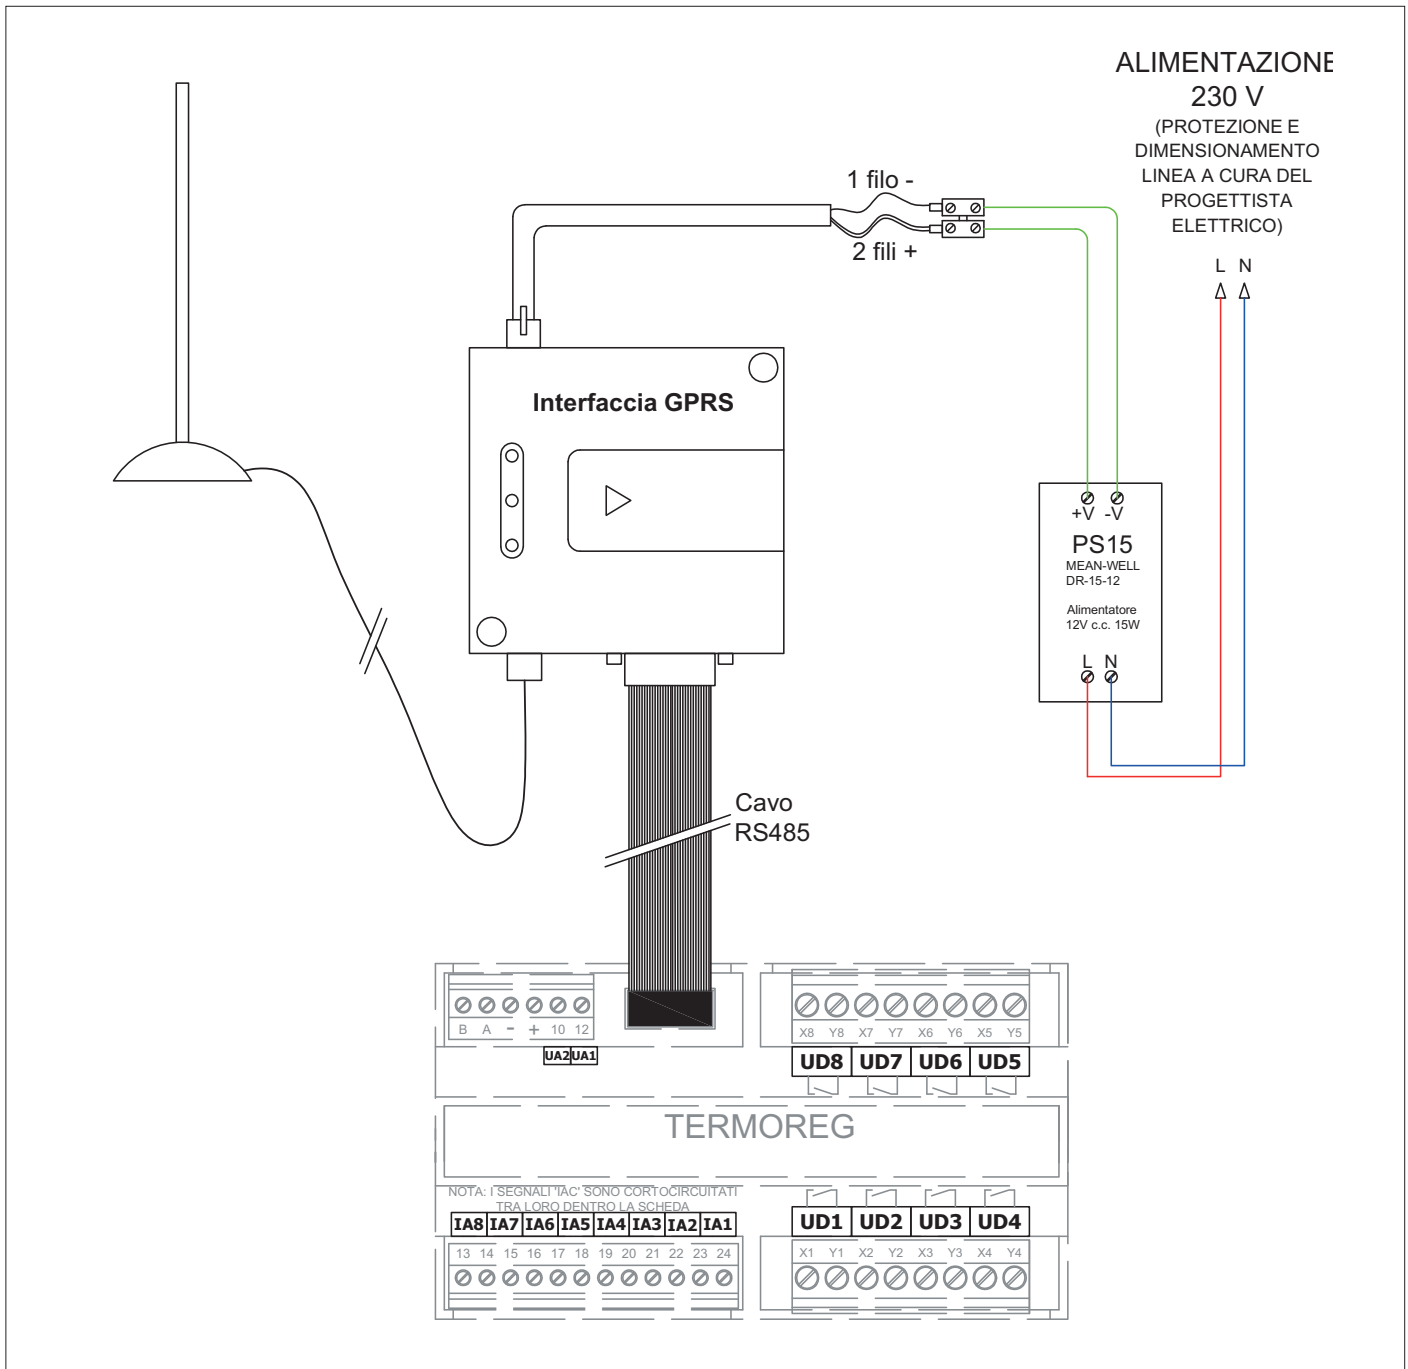 ALIMENTAZIONE
230 V
(PROTEZIONE E
DIMENSIONAMENTO
LINEA A CURA DEL
PROGETTISTA
ELETTRICO)
L N
1 filo -
2 fili +
Interfaccia GPRS
+V -V
PS15
MEAN-WELL
DR-15-12
Alimentatore
12V c.c. 15W
L N
Cavo
RS485
B A - + 10 12
UA2 UA1
X8 Y8 X7 Y7 X6 Y6 X5 Y5
UD8 UD7 UD6 UD5
TERMOREG
NOTA: I SEGNALI 'IAC' SONO CORTOCIRCUITATI
TRA LORO DENTRO LA SCHEDA
IA8 IA7 IA6 IA5 IA4 IA3 IA2 IA1
13 14 15 16 17 18 19 20 21 22 23 24
UD1 UD2 UD3 UD4
X1 Y1 X2 Y2 X3 Y3 X4 Y4